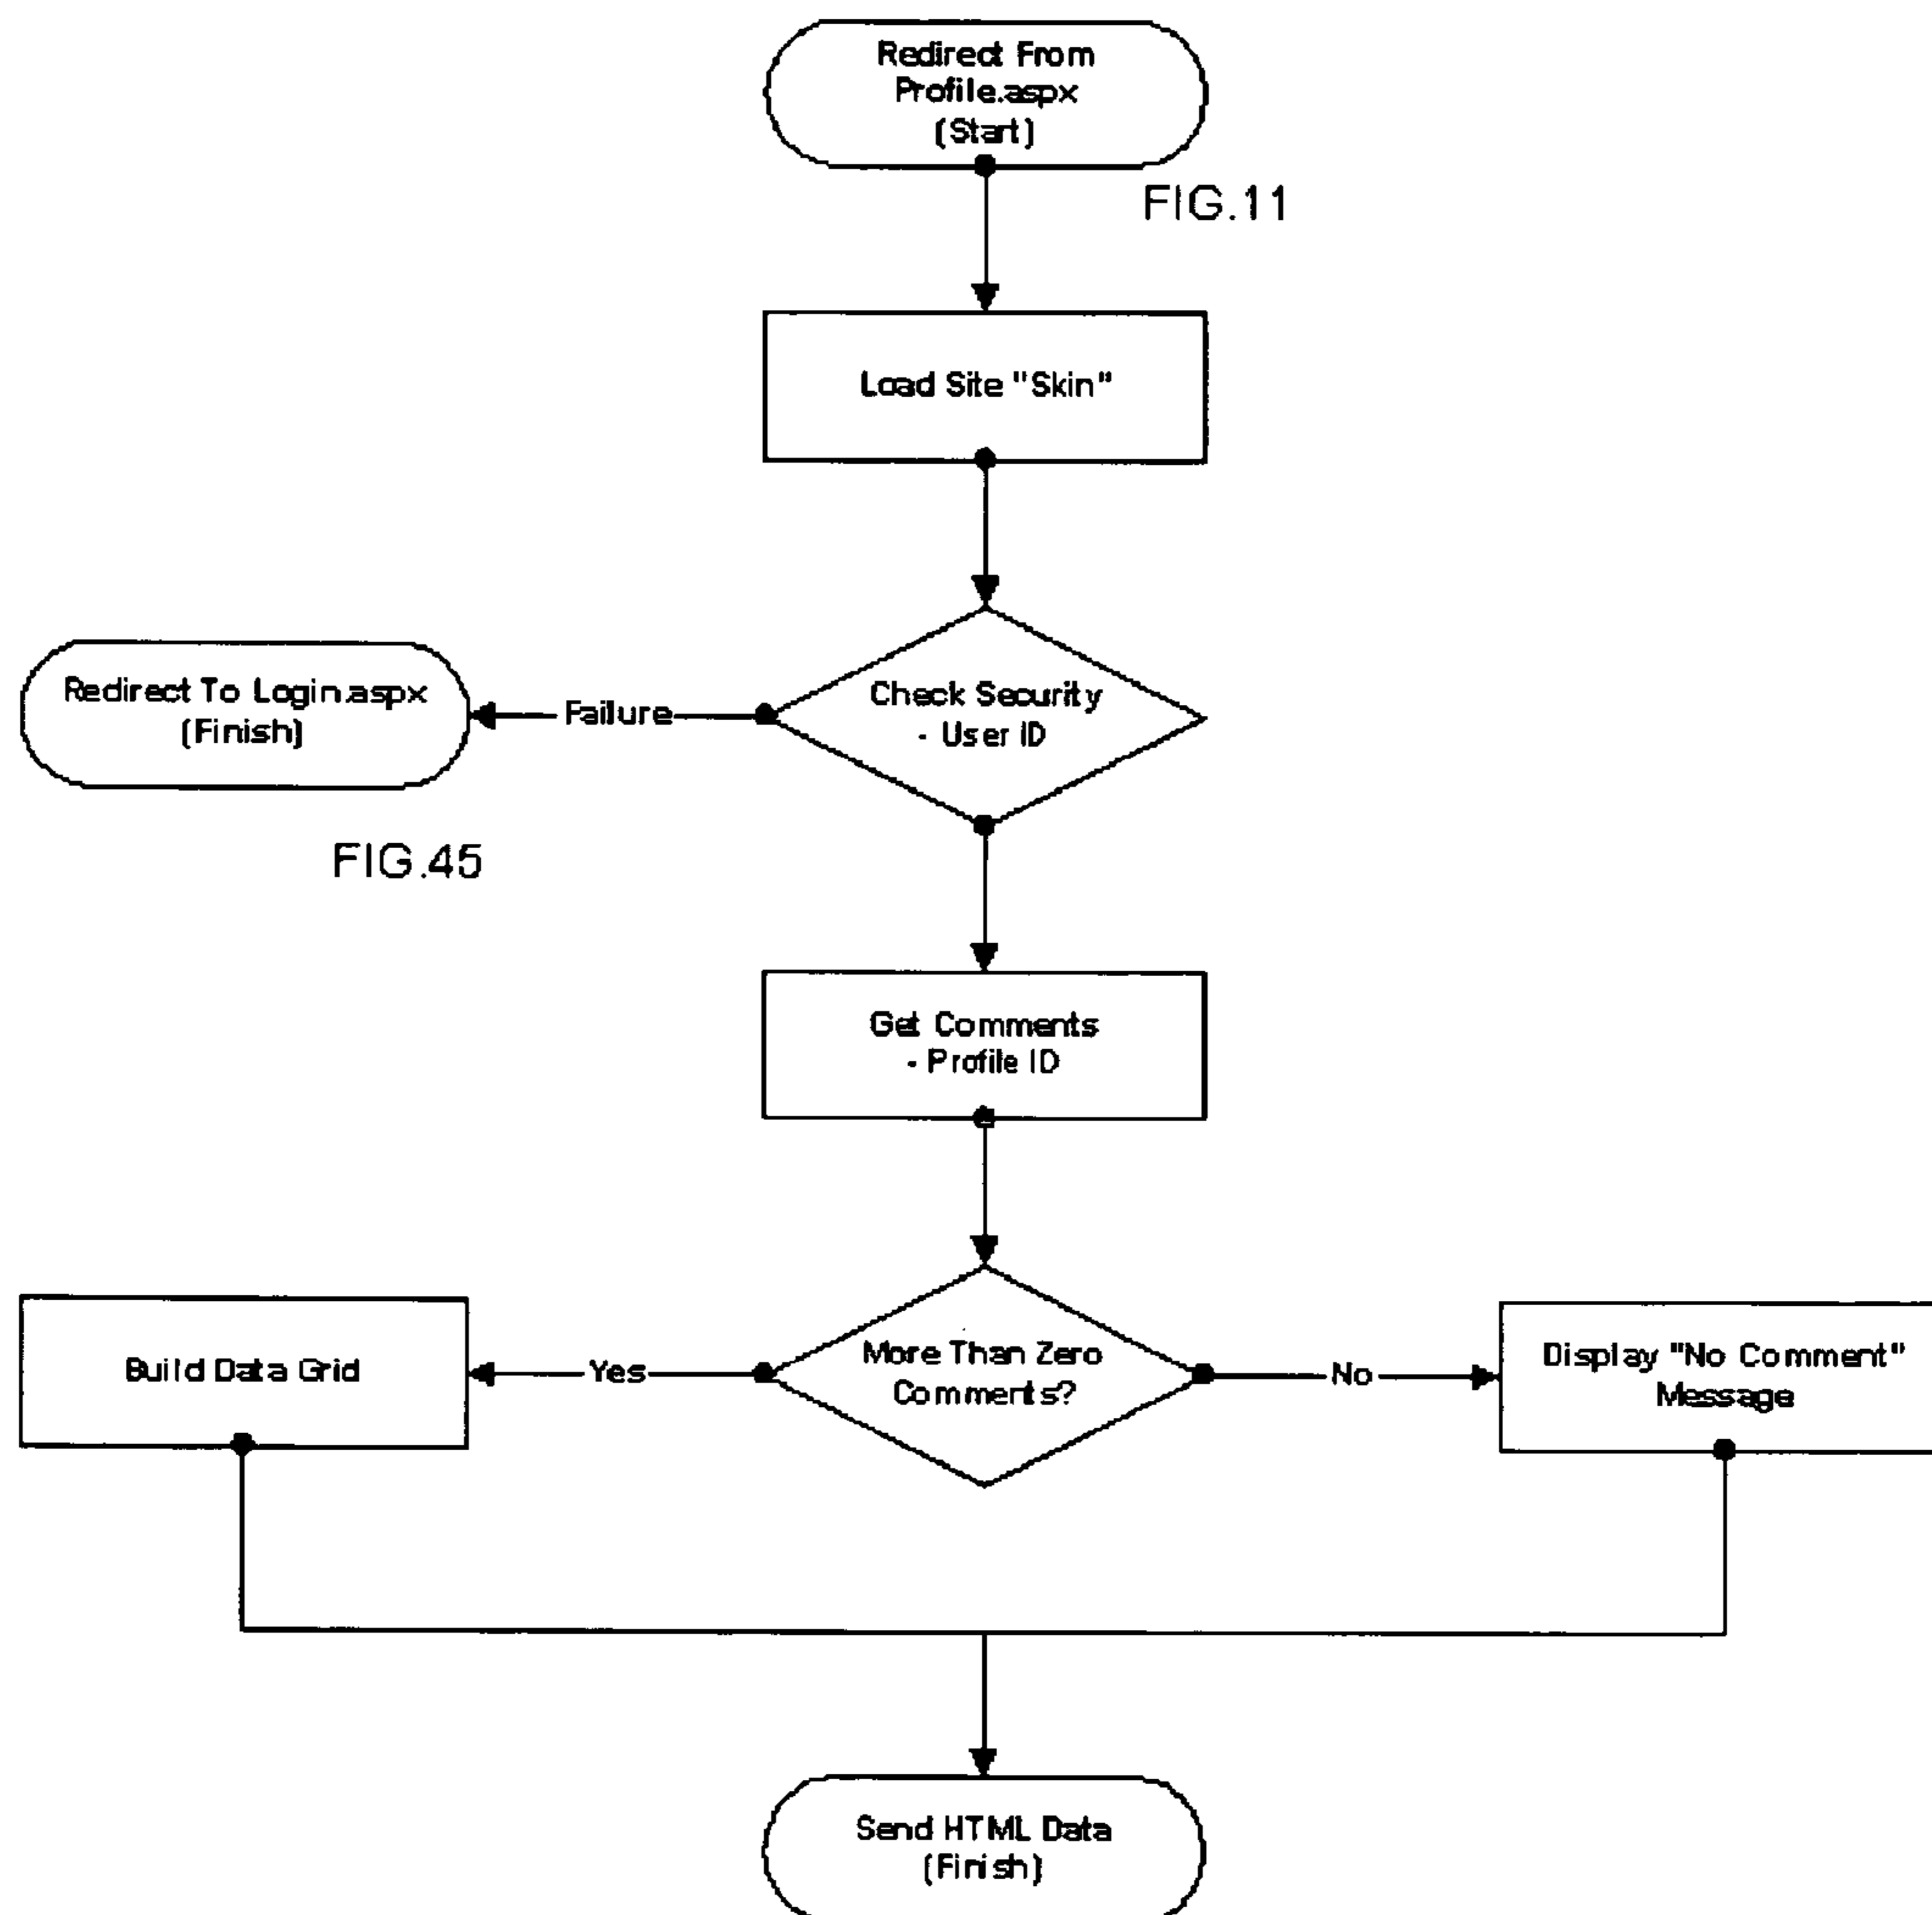 Redirect From
Profile.aspx
(Start)
FIG.11
Load Site "Skin"
Check Security
- User ID
Failure
Redirect To Login.aspx
(Finish)
FIG.45
Get Comments
- Profile ID
More Than Zero
Comments?
Yes
No
Build Data Grid
Display "No Comment"
Message
Send HTML Data
(Finish)